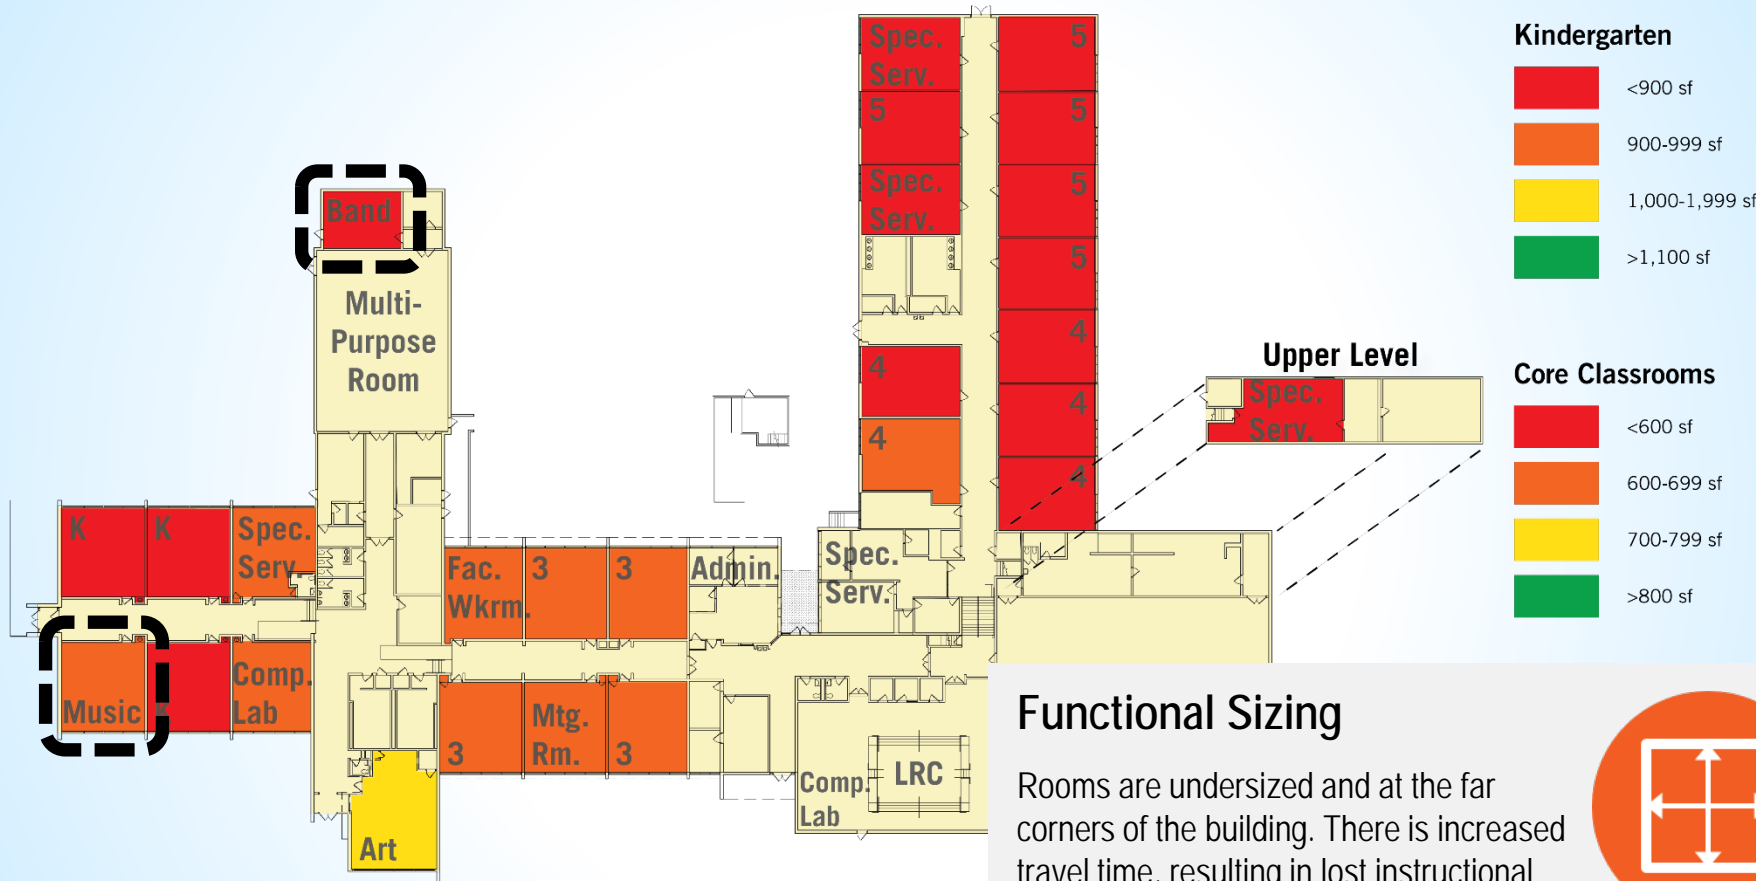 Spec.
Serv.
5
5
5
Spec.
Serv.
5
5
4
4
4
4
4
Band
Multi-
Purpose
Room
K
K
Spec.
Serv.
Music
K
Comp.
Lab
Fac.
Wkrm.
3
3
Admin.
Spec.
Serv.
3
Mtg.
Rm.
3
Comp.
Lab
LRC
Art
Upper Level
Spec.
Serv.
Kindergarten
<900 sf
900-999 sf
1,000-1,999 sf
>1,100 sf
Core Classrooms
<600 sf
600-699 sf
700-799 sf
>800 sf
Functional Sizing
Rooms are undersized and at the far
corners of the building. There is increased
travel time, resulting in lost instructional